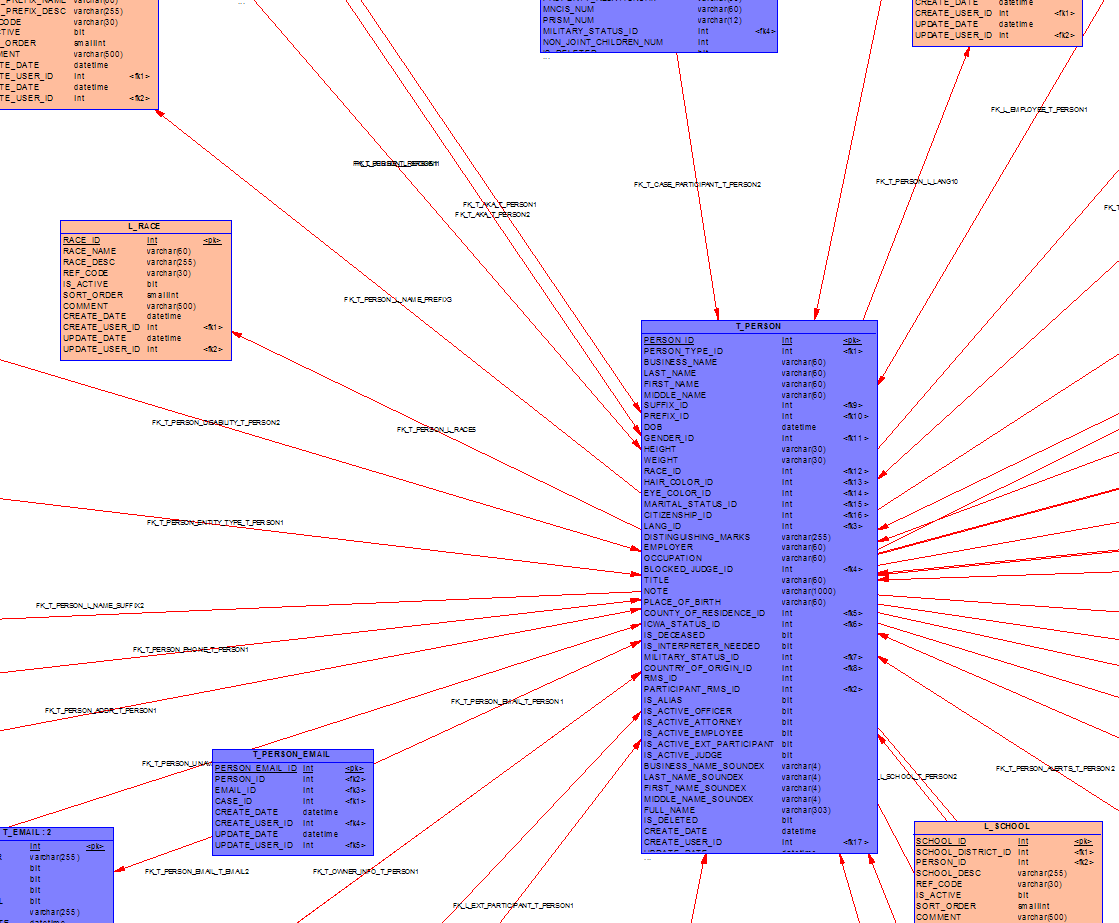 _PREFIX_DESC varchar(255)
CODE varchar(30)
CTIVE bit
_ORDER smallint
MENT varchar(500)
TE_DATE datetime
TE_USER_ID int <fk1>
TE_DATE datetime
TE_USER_ID int <fk2>
MNCIS_NUM varchar(60)
PRISM_NUM varchar(12)
MILITARY_STATUS_ID int <fk4>
NON_JOINT_CHILDREN_NUM int
CREATE_DATE datetime
CREATE_USER_ID int <fk1>
UPDATE_DATE datetime
UPDATE_USER_ID int <fk2>
FK_L_EMPLOYEE_T_PERSON1
FK_T_CASE_PARTICIPANT_T_PERSON2
FK_T_PERSON_L_LANG10
FK_T_AKA_T_PERSON1
FK_T_AKA_T_PERSON2
L_RACE
RACE_ID int <pk>
RACE_NAME varchar(60)
RACE_DESC varchar(255)
REF_CODE varchar(30)
IS_ACTIVE bit
SORT_ORDER smallint
COMMENT varchar(500)
CREATE_DATE datetime
CREATE_USER_ID int <fk1>
UPDATE_DATE datetime
UPDATE_USER_ID int <fk2>
FK_T_PERSON_L_NAME_PREFIX3
FK_T_PERSON_DISABILITY_T_PERSON2
FK_T_PERSON_L_RACE5
FK_T_PERSON_ENTITY_TYPE_T_PERSON1
FK_T_PERSON_L_NAME_SUFFIX2
FK_T_PERSON_PHONE_T_PERSON1
FK_T_PERSON_ADDR_T_PERSON1
FK_T_PERSON_EMAIL_T_PERSON1
T_PERSON
PERSON_ID int <pk>
PERSON_TYPE_ID int <fk1>
BUSINESS_NAME varchar(60)
LAST_NAME varchar(60)
FIRST_NAME varchar(60)
MIDDLE_NAME varchar(60)
SUFFIX_ID int <fk9>
PREFIX_ID int <fk10>
DOB datetime
GENDER_ID int <fk11>
HEIGHT varchar(30)
WEIGHT varchar(30)
RACE_ID int <fk12>
HAIR_COLOR_ID int <fk13>
EYE_COLOR_ID int <fk14>
MARITAL_STATUS_ID int <fk15>
CITIZENSHIP_ID int <fk16>
LANG_ID int <fk3>
DISTINGUISHING_MARKS varchar(255)
EMPLOYER varchar(60)
OCCUPATION varchar(60)
BLOCKED_JUDGE_ID int <fk4>
TITLE varchar(60)
NOTE varchar(1000)
PLACE_OF_BIRTH varchar(60)
COUNTY_OF_RESIDENCE_ID int <fk5>
ICWA_STATUS_ID int <fk6>
IS_DECEASED bit
IS_INTERPRETER_NEEDED bit
MILITARY_STATUS_ID int <fk7>
COUNTRY_OF_ORIGIN_ID int <fk8>
RMS_ID int
PARTICIPANT_RMS_ID int <fk2>
IS_ALIAS bit
IS_ACTIVE_OFFICER bit
IS_ACTIVE_ATTORNEY bit
IS_ACTIVE_EMPLOYEE bit
IS_ACTIVE_EXT_PARTICIPANT bit
IS_ACTIVE_JUDGE bit
BUSINESS_NAME_SOUNDEX varchar(4)
LAST_NAME_SOUNDEX varchar(4)
FIRST_NAME_SOUNDEX varchar(4)
MIDDLE_NAME_SOUNDEX varchar(4)
FULL_NAME varchar(303)
IS_DELETED bit
CREATE_DATE datetime
CREATE_USER_ID int <fk17>
...
T_PERSON_EMAIL
PERSON_EMAIL_ID int <pk>
PERSON_ID int <fk2>
EMAIL_ID int <fk3>
CASE_ID int <fk1>
CREATE_DATE datetime
CREATE_USER_ID int <fk4>
UPDATE_DATE datetime
UPDATE_USER_ID int <fk5>
FK_T_PERSON_UNAV
T_EMAIL : 2
int <pk>
varchar(255)
bit
bit
bit
bit
varchar(255)
FK_T_PERSON_EMAIL_T_EMAIL2
FK_T_OWNER_INFO_T_PERSON1
FK_L_EXT_PARTICIPANT_T_PERSON1
L_SCHOOL_T_PERSON2
FK_T_PERSON_ALERTS_T_PERSON2
L_SCHOOL
SCHOOL_ID int <pk>
SCHOOL_DISTRICT_ID int <fk1>
PERSON_ID int <fk2>
SCHOOL_DESC varchar(255)
REF_CODE varchar(30)
IS_ACTIVE bit
SORT_ORDER smallint
COMMENT varchar(500)